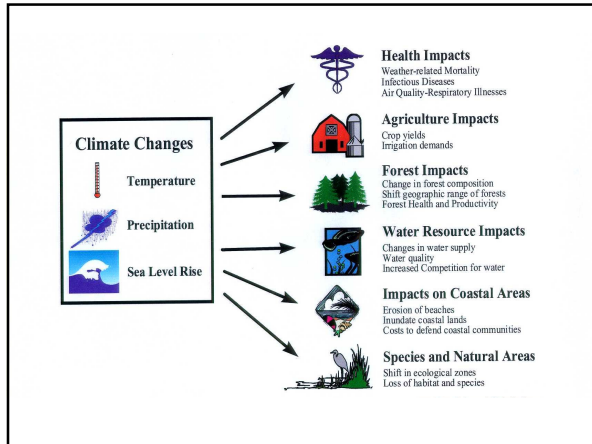 Climate Changes
Temperature
Precipitation
Sea Level Rise
Health Impacts
Weather-related Mortality
Infectious Diseases
Air Quality-Respiratory Illnesses
Agriculture Impacts
Crop yields
Irrigation demands
Forest Impacts
Change in forest composition
Shift geographic range of forests
Forest Health and Productivity
Water Resource Impacts
Changes in water supply
Water quality
Increased Competition for water
Impacts on Coastal Areas
Erosion of beaches
Inundate coastal lands
Costs to defend coastal communities
Species and Natural Areas
Shift in ecological zones
Loss of habitat and species